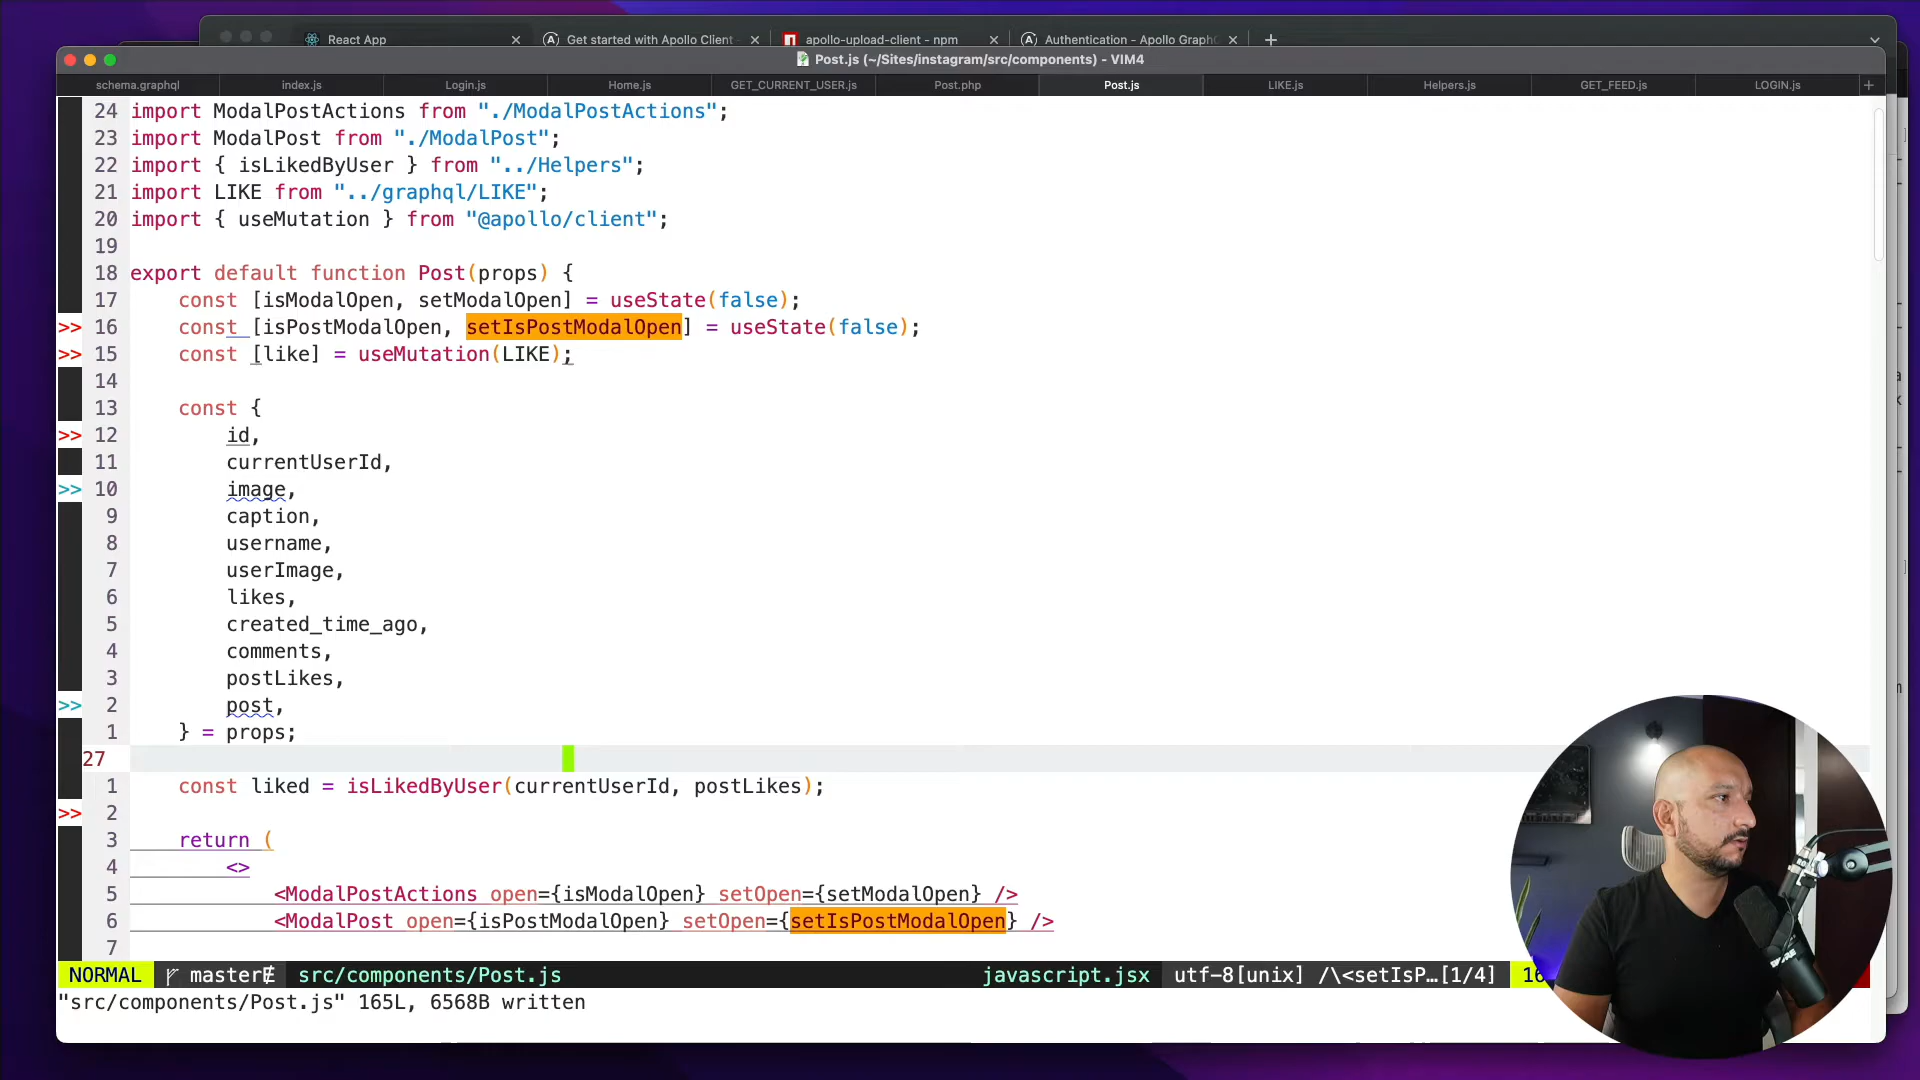 React App
Get started with Apollo Client -
apollo-upload-client - npm
Authentication - Apollo Graph
Post.js (~/Sites/instagram/src/components) - VIM4
schema.graphql
index.js
Login.js
Home.js
GET_CURRENT_USER.js
Post.php
Post.js
LIKE.js
Helpers.js
GET_FEED.js
LOGIN.js
24 import ModalPostActions from "./ModalPostActions";
23 import ModalPost from "./ModalPost";
22 import { isLikedByUser } from "../Helpers";
21 import LIKE from "../graphql/LIKE";
20 import { useMutation } from "@apollo/client";
19
18 export default function Post(props) {
17 const [isModalOpen, setModalOpen] = useState(false);
>> 16 const [isPostModalOpen, setIsPostModalOpen] = useState(false);
>> 15 const [like] = useMutation(LIKE);
14
13 const {
>> 12 id,
11 currentUserId,
>> 10 image,
9 caption,
8 username,
7 userImage,
6 likes,
5 created_time_ago,
4 comments,
3 postLikes,
>> 2 post,
1 } = props;
27
1 const liked = isLikedByUser(currentUserId, postLikes);
>> 2
3 return (
4 <>
5 <ModalPostActions open={isModalOpen} setOpen={setModalOpen} />
6 <ModalPost open={isPostModalOpen} setOpen={setIsPostModalOpen} />
7
NORMAL master src/components/Post.js javascript.jsx utf-8[unix] /\<setIsP…[1/4] 16
"src/components/Post.js" 165L, 6568B written